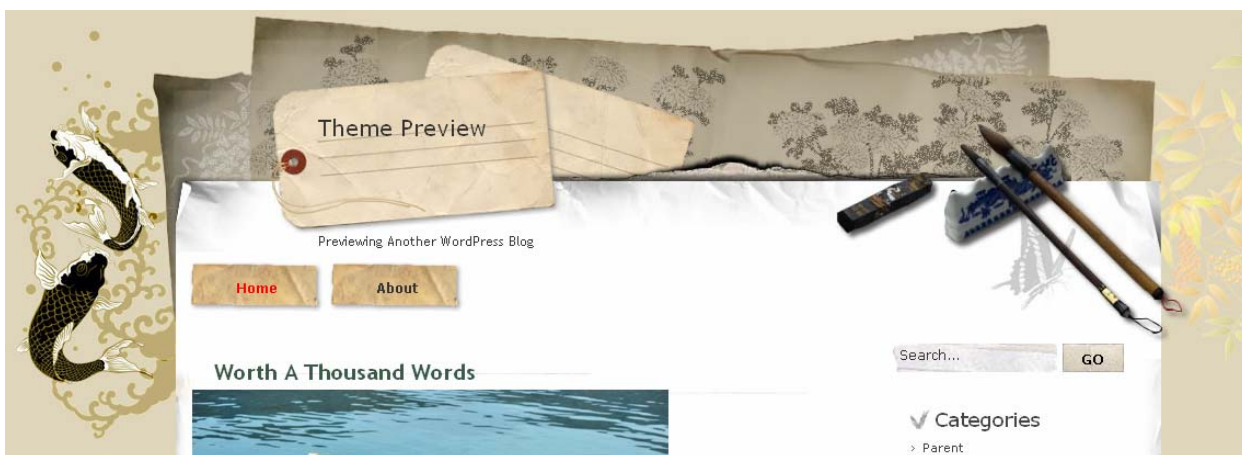 Theme Preview
Previewing Another WordPress Blog
Home
About
Search...
GO
Worth A Thousand Words
Categories
> Parent